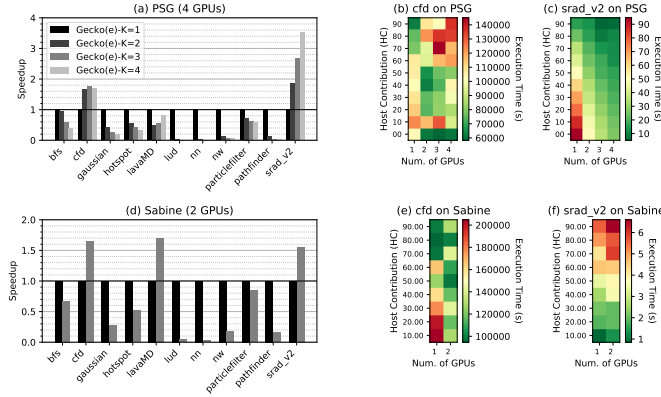 (a) PSG (4 GPUs)
Speedup
4
3
2
1
0
Gecko(e)-K=1
Gecko(e)-K=2
Gecko(e)-K=3
Gecko(e)-K=4
bfs
cfd
gaussian
hotspot
lavaMD
lud
nn
nw
particlefilter
pathfinder
srad_v2
(b) cfd on PSG
Host Contribution (HC)
90
80
70
60
50
40
30
20
10
00
1 2 3 4
Num. of GPUs
140000
120000
100000
80000
60000
Execution Time (s)
(c) srad_v2 on PSG
Host Contribution (HC)
90
80
70
60
50
40
30
20
10
00
1 2 3 4
Num. of GPUs
90
80
70
60
50
40
30
20
10
Execution Time (s)
(d) Sabine (2 GPUs)
Speedup
2.0
1.5
1.0
0.5
0.0
bfs
cfd
gaussian
hotspot
lavaMD
lud
nn
nw
particlefilter
pathfinder
srad_v2
(e) cfd on Sabine
Host Contribution (HC)
90.00
80.00
70.00
60.00
50.00
40.00
30.00
20.00
10.00
1 2
Num. of GPUs
200000
180000
160000
140000
120000
100000
Execution Time (s)
(f) srad_v2 on Sabine
Host Contribution (HC)
90.00
80.00
70.00
60.00
50.00
40.00
30.00
20.00
10.00
1 2
Num. of GPUs
6
5
4
3
2
1
Execution Time (s)